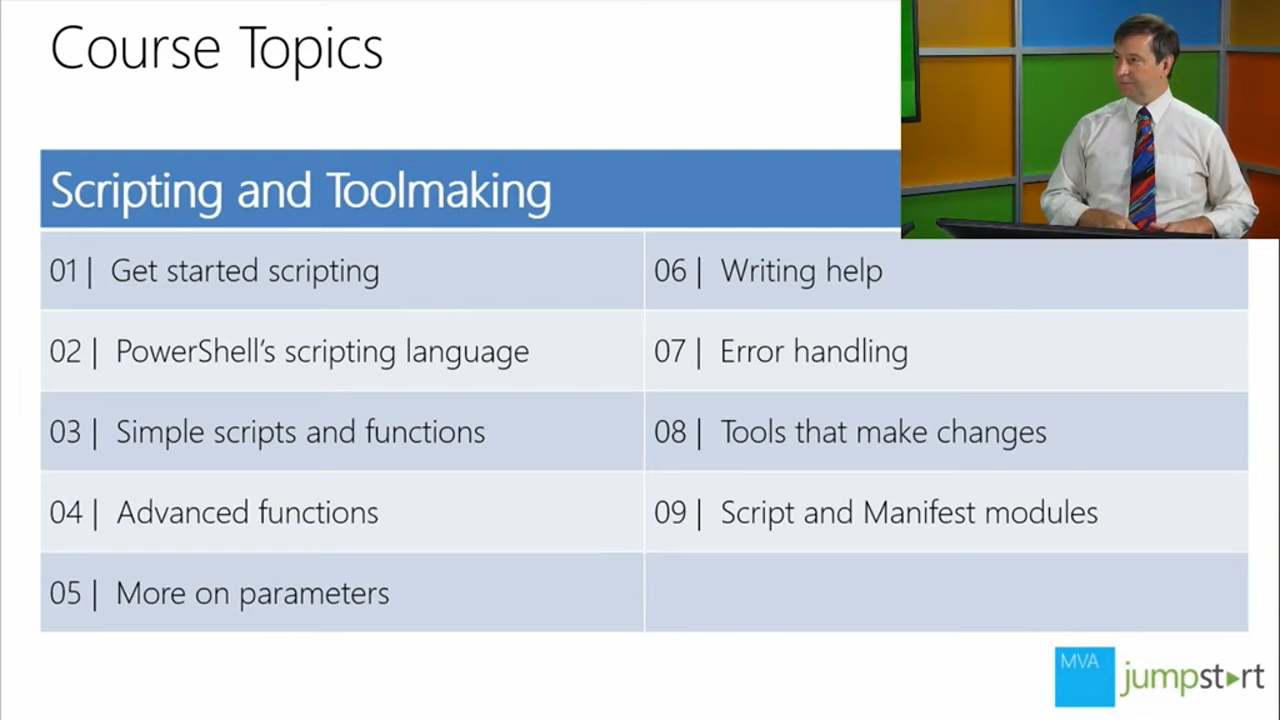 Course Topics
Scripting and Toolmaking
01 | Get started scripting
02 | PowerShell’s scripting language
03 | Simple scripts and functions
04 | Advanced functions
05 | More on parameters
06 | Writing help
07 | Error handling
08 | Tools that make changes
09 | Script and Manifest modules
MVA
jumpstart